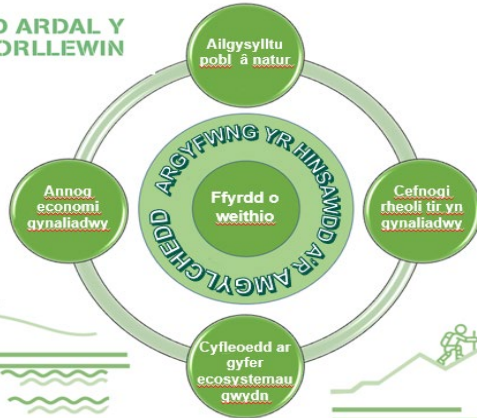 D ARDAL Y
ORLLEWIN
Ailgysylltu
pobl â natur
ARGYFWNG YR HINSAWDD A'R AMGYLCHEDD
Annog
economi
gynaliadwy
Ffyrdd o
weithio
Cefnogi
rheoli tir yn
gynaliadwy
Cyfleoedd ar
gyfer
ecosystemau
gwydn